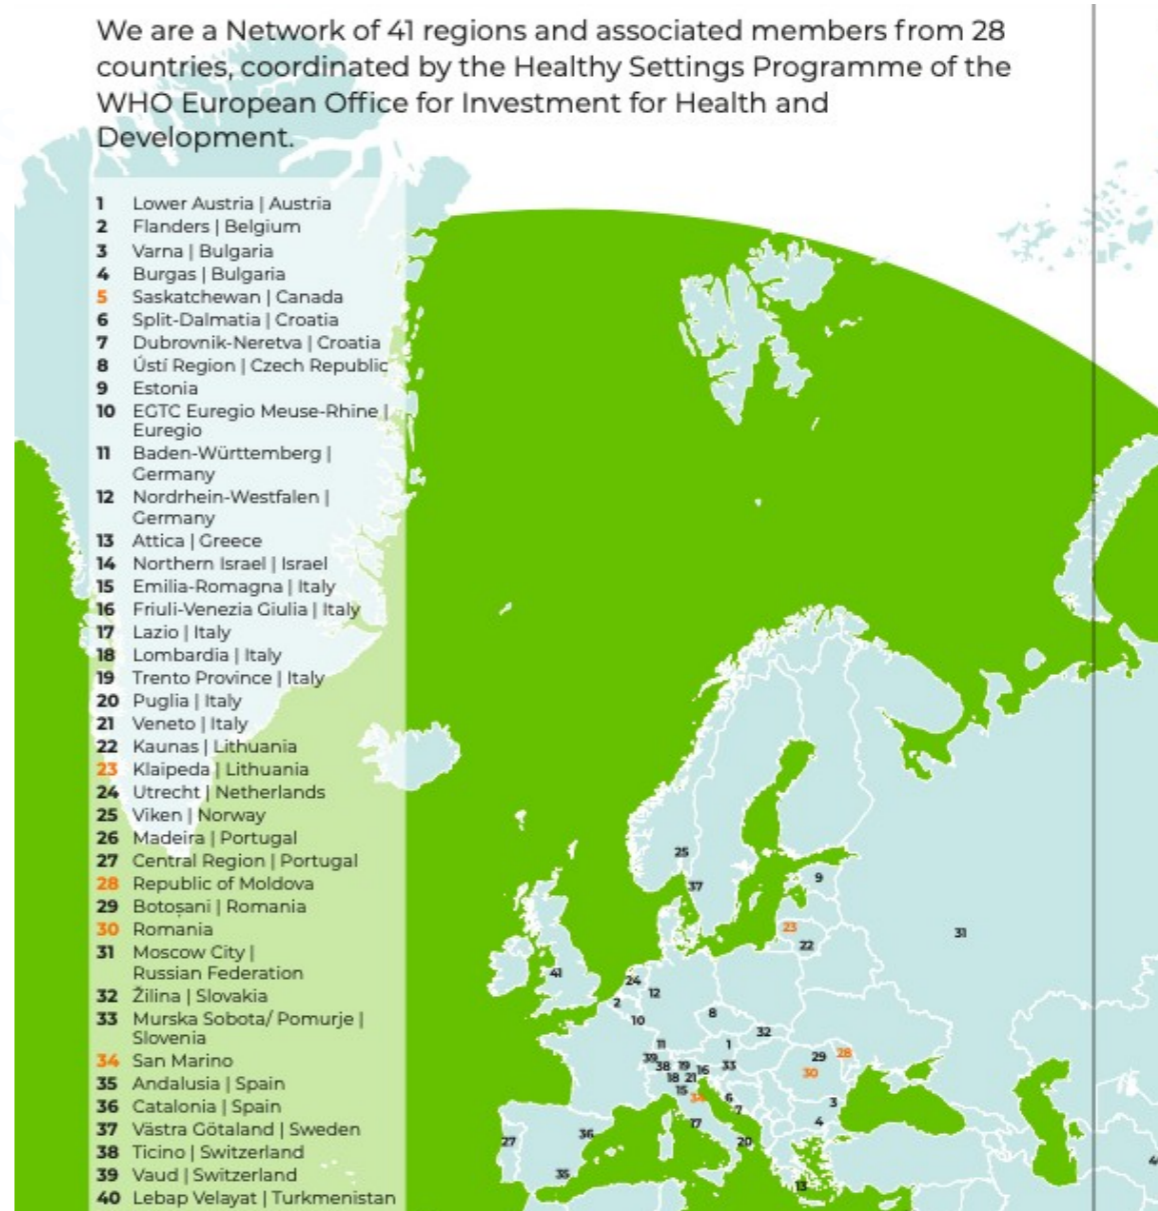 We are a Network of 41 regions and associated members from 28
countries, coordinated by the Healthy Settings Programme of the
WHO European Office for Investment for Health and
Development.
1 Lower Austria | Austria
2 Flanders | Belgium
3 Varna | Bulgaria
4 Burgas | Bulgaria
5 Saskatchewan | Canada
6 Split-Dalmatia | Croatia
7 Dubrovnik-Neretva | Croatia
8 Ústí Region | Czech Republic
9 Estonia
10 EGTC Euregio Meuse-Rhine |
Euregio
11 Baden-Württemberg |
Germany
12 Nordrhein-Westfalen |
Germany
13 Attica | Greece
14 Northern Israel | Israel
15 Emilia-Romagna | Italy
16 Friuli-Venezia Giulia | Italy
17 Lazio | Italy
18 Lombardia | Italy
19 Trento Province | Italy
20 Puglia | Italy
21 Veneto | Italy
22 Kaunas | Lithuania
23 Klaipeda | Lithuania
24 Utrecht | Netherlands
25 Viken | Norway
26 Madeira | Portugal
27 Central Region | Portugal
28 Republic of Moldova
29 Botoșani | Romania
30 Romania
31 Moscow City |
Russian Federation
32 Žilina | Slovakia
33 Murska Sobota/ Pomurje |
Slovenia
34 San Marino
35 Andalusia | Spain
36 Catalonia | Spain
37 Västra Götaland | Sweden
38 Ticino | Switzerland
39 Vaud | Switzerland
40 Lebap Velayat | Turkmenistan
25
9
37
23
31
22
41
24
12
2
8
10
32
11
1
39
38
19
16
33
29
28
18
21
30
15
34
6
7
3
17
4
36
27
20
35
13